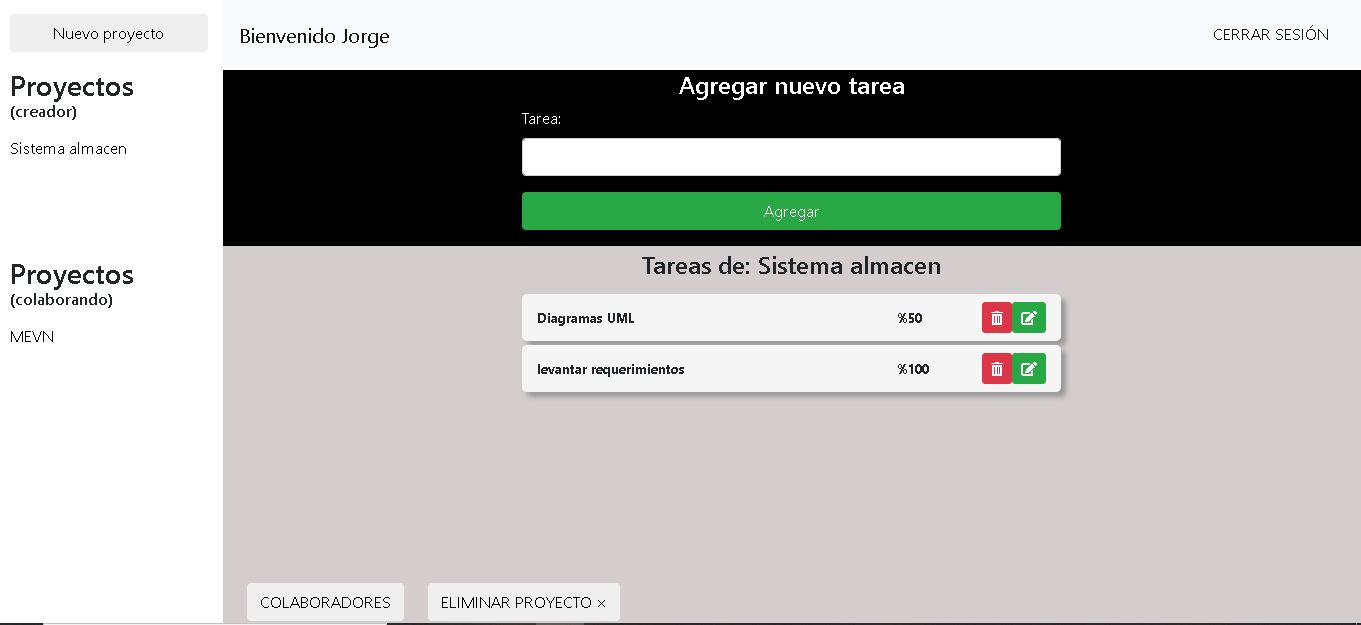 Nuevo proyecto
Proyectos
(creador)
Sistema almacen
Proyectos
(colaborando)
MEVN
Bienvenido Jorge
CERRAR SESIÓN
Agregar nuevo tarea
Tarea:
Agregar
Tareas de: Sistema almacen
Diagramas UML %50
levantar requerimientos %100
COLABORADORES
ELIMINAR PROYECTO ×